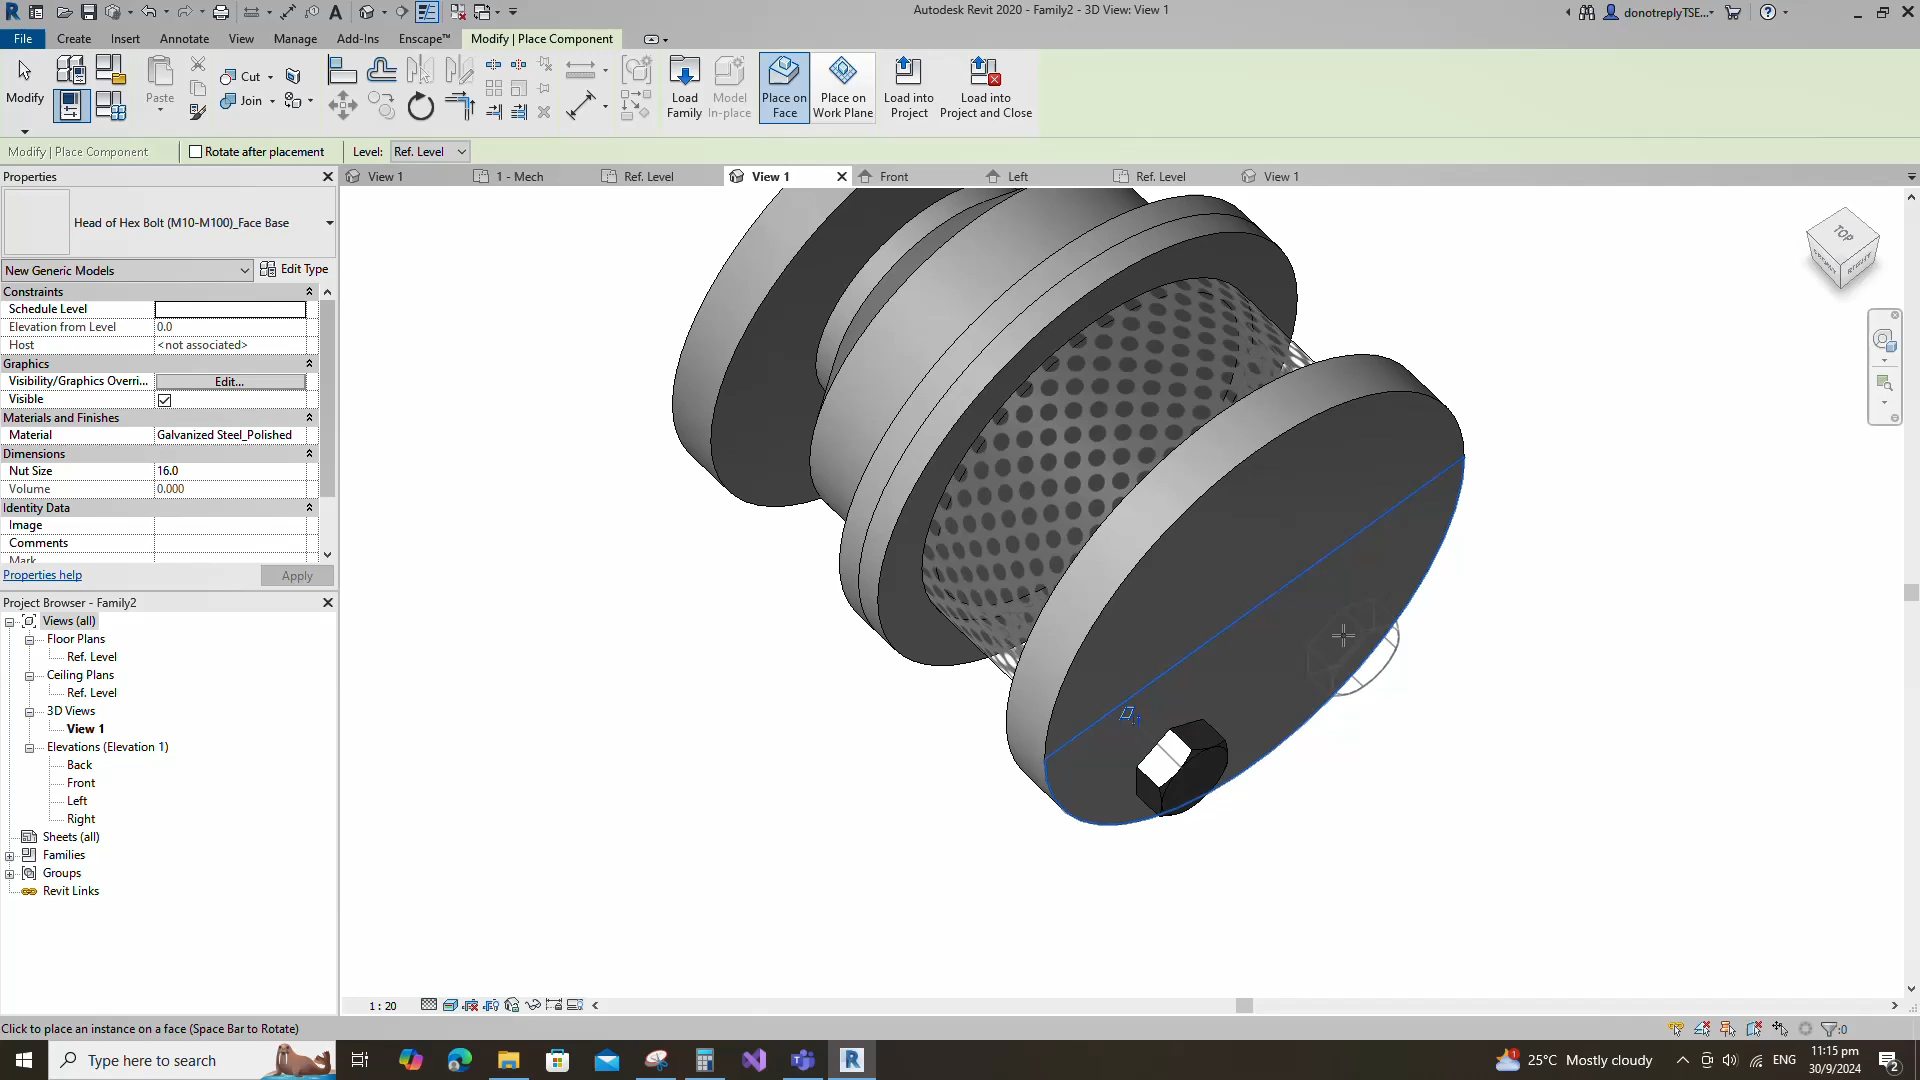 Autodesk Revit 2020 - Family2 - 3D View: View 1
donotreplyTSE...
File Create Insert Annotate View Manage Add-Ins Enscape™ Modify | Place Component
Modify
Paste
Cut
Join
Load Family
Model In-place
Place on Face
Place on Work Plane
Load into Project
Load into Project and Close
Modify | Place Component
Rotate after placement
Level: Ref. Level
Properties
View 1
1 - Mech
Ref. Level
View 1
Front
Left
Ref. Level
View 1
Head of Hex Bolt (M10-M100)_Face Base
New Generic Models
Edit Type
Constraints
Schedule Level
Elevation from Level 0.0
Host <not associated>
Graphics
Visibility/Graphics Overri... Edit...
Visible
Materials and Finishes
Material Galvanized Steel_Polished
Dimensions
Nut Size 16.0
Volume 0.000
Identity Data
Image
Comments
Mark
Properties help
Apply
Project Browser - Family2
Views (all)
Floor Plans
Ref. Level
Ceiling Plans
Ref. Level
3D Views
View 1
Elevations (Elevation 1)
Back
Front
Left
Right
Sheets (all)
Families
Groups
Revit Links
TOP
FRONT
RIGHT
1 : 20
Click to place an instance on a face (Space Bar to Rotate)
:0
Type here to search
25°C Mostly cloudy
ENG
11:15 pm
30/9/2024
2